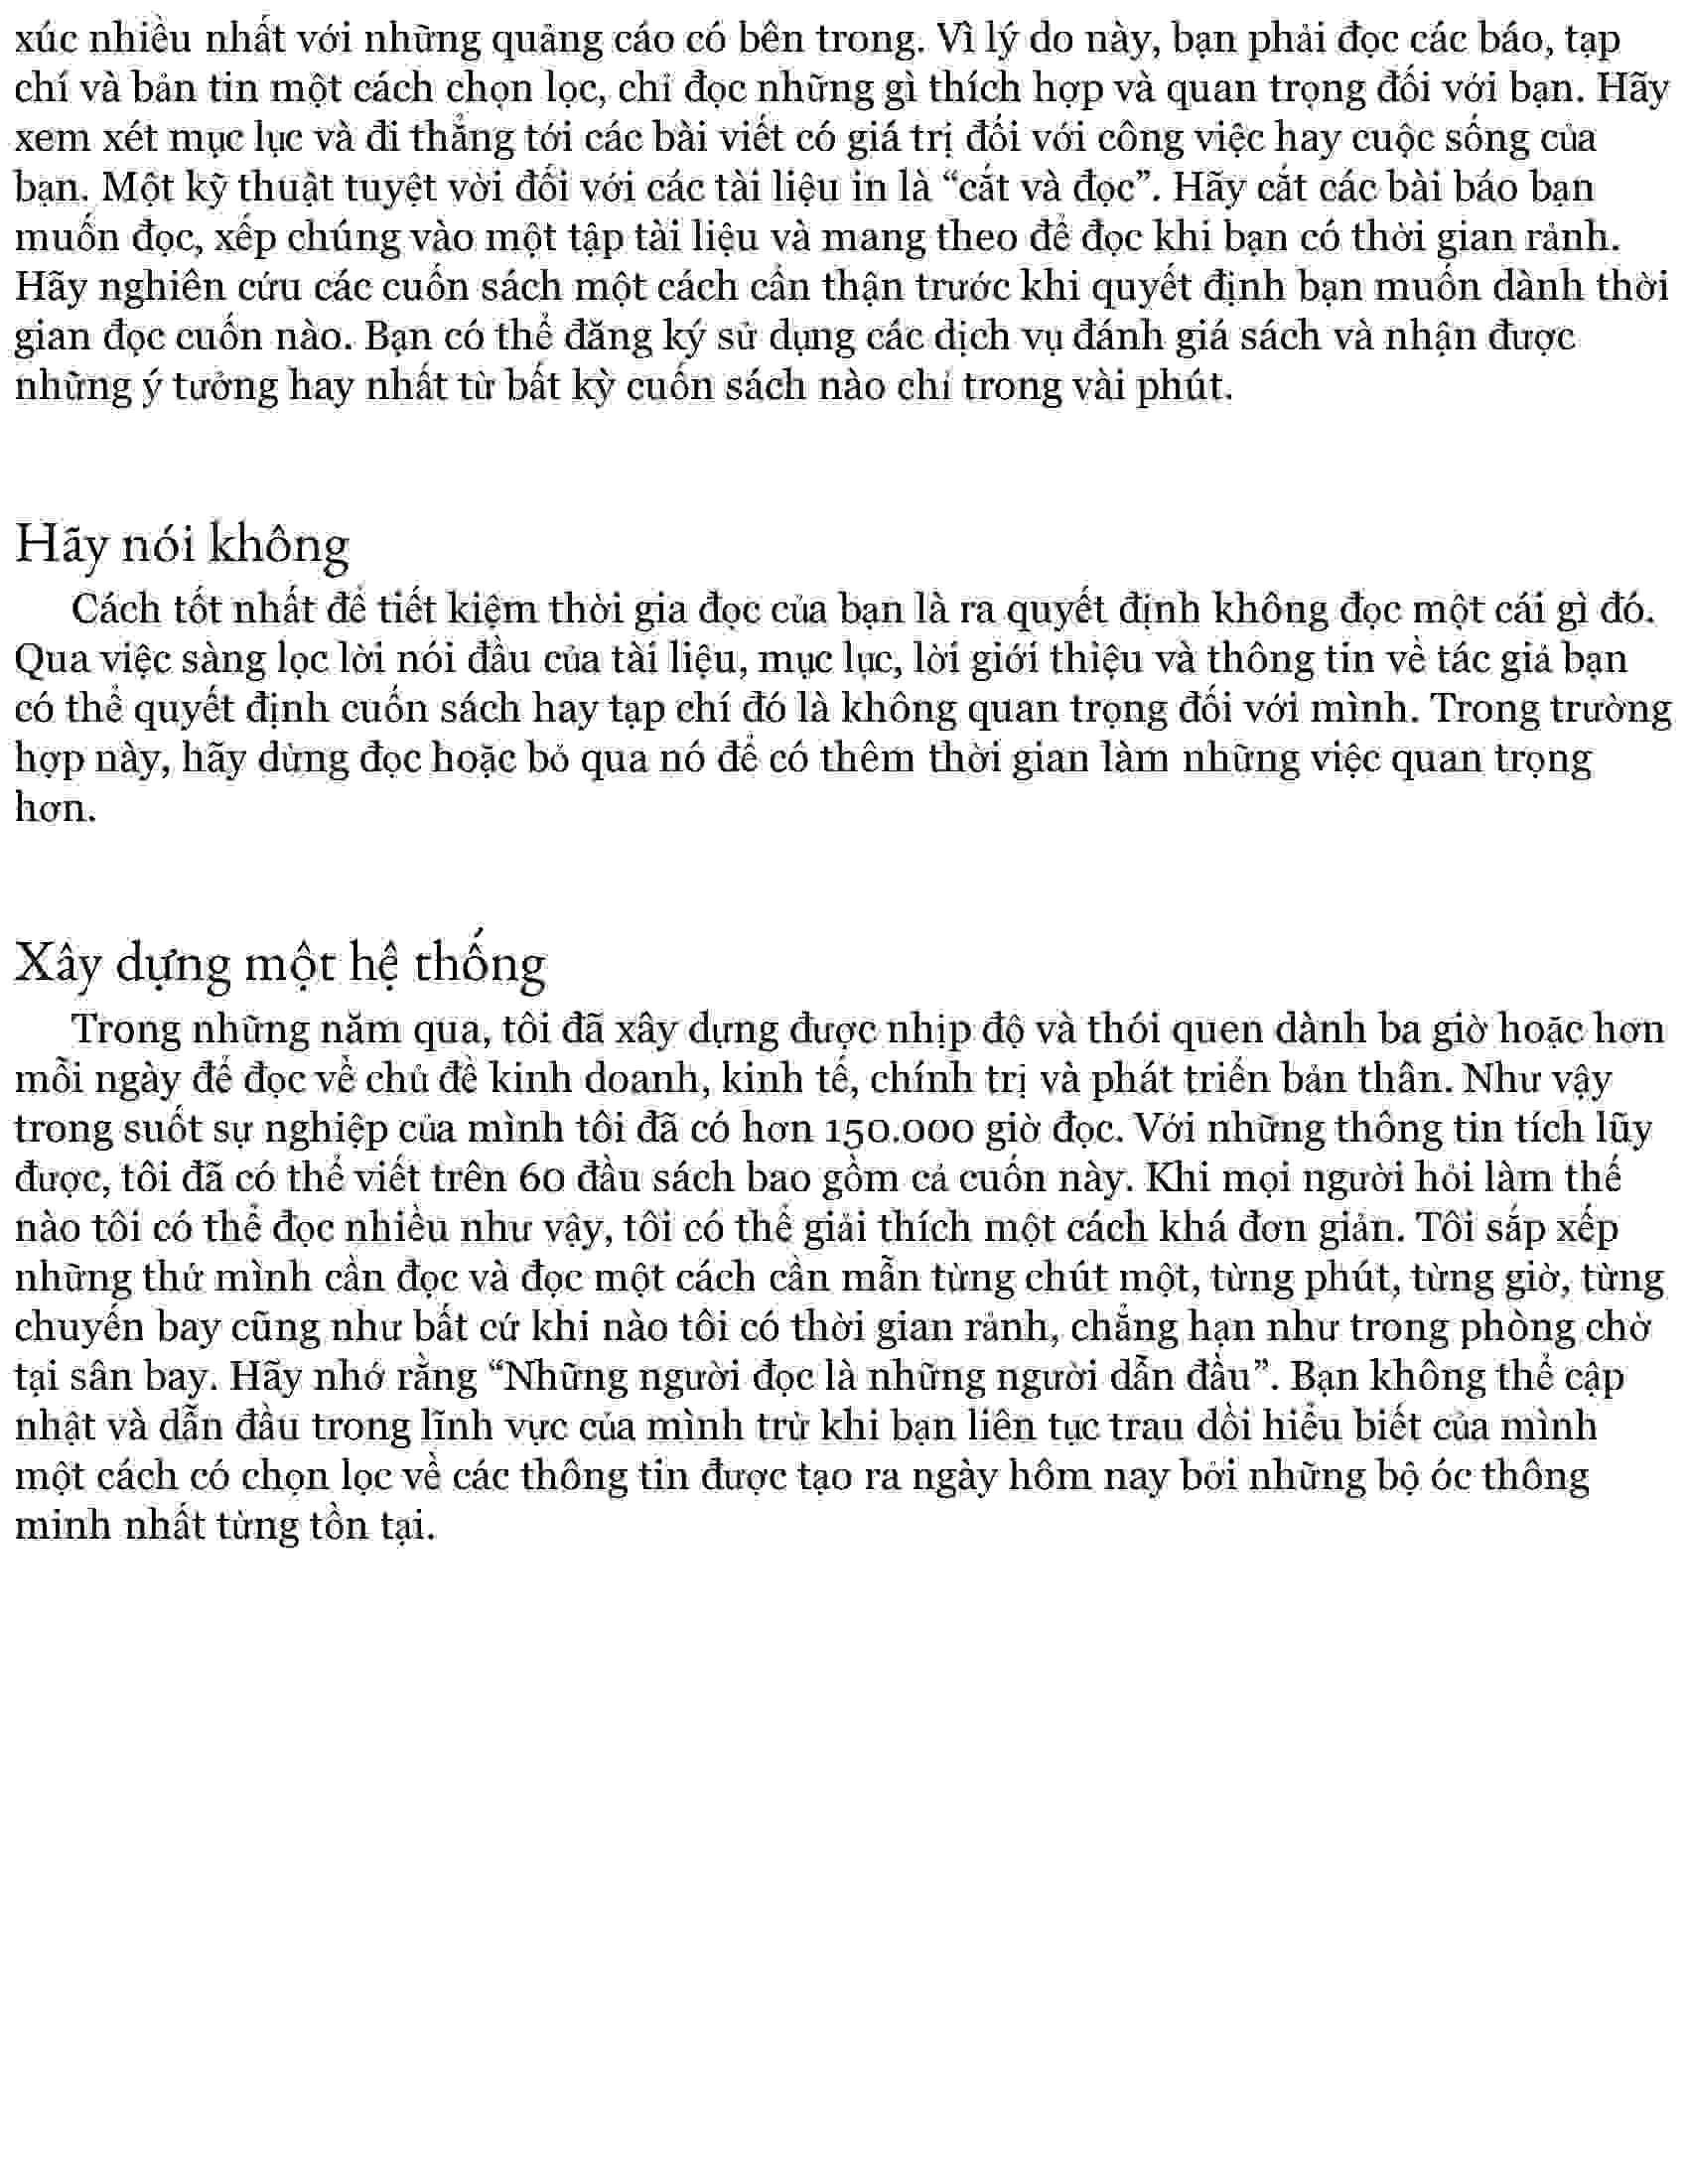 xúc nhiều nhất với những quảng cáo có bên trong. Vì lý do này, bạn phải đọc các báo, tạp
chí và bản tin một cách chọn lọc, chỉ đọc những gì thích hợp và quan trọng đối với bạn. Hãy
xem xét mục lục và đi thẳng tới các bài viết có giá trị đối với công việc hay cuộc sống của
bạn. Một kỹ thuật tuyệt vời đối với các tài liệu in là “cắt và đọc”. Hãy cắt các bài báo bạn
muốn đọc, xếp chúng vào một tập tài liệu và mang theo để đọc khi bạn có thời gian rảnh.
Hãy nghiên cứu các cuốn sách một cách cẩn thận trước khi quyết định bạn muốn dành thời
gian đọc cuốn nào. Bạn có thể đăng ký sử dụng các dịch vụ đánh giá sách và nhận được
những ý tưởng hay nhất từ bất kỳ cuốn sách nào chỉ trong vài phút.
Hãy nói không
Cách tốt nhất để tiết kiệm thời gia đọc của bạn là ra quyết định không đọc một cái gì đó.
Qua việc sàng lọc lời nói đầu của tài liệu, mục lục, lời giới thiệu và thông tin về tác giả bạn
có thể quyết định cuốn sách hay tạp chí đó là không quan trọng đối với mình. Trong trường
hợp này, hãy dừng đọc hoặc bỏ qua nó để có thêm thời gian làm những việc quan trọng
hơn.
Xây dựng một hệ thống
Trong những năm qua, tôi đã xây dựng được nhịp độ và thói quen dành ba giờ hoặc hơn
mỗi ngày để đọc về chủ đề kinh doanh, kinh tế, chính trị và phát triển bản thân. Như vậy
trong suốt sự nghiệp của mình tôi đã có hơn 150.000 giờ đọc. Với những thông tin tích lũy
được, tôi đã có thể viết trên 60 đầu sách bao gồm cả cuốn này. Khi mọi người hỏi làm thế
nào tôi có thể đọc nhiều như vậy, tôi có thể giải thích một cách khá đơn giản. Tôi sắp xếp
những thứ mình cần đọc và đọc một cách cần mẫn từng chút một, từng phút, từng giờ, từng
chuyến bay cũng như bất cứ khi nào tôi có thời gian rảnh, chẳng hạn như trong phòng chờ
tại sân bay. Hãy nhớ rằng “Những người đọc là những người dẫn đầu”. Bạn không thể cập
nhật và dẫn đầu trong lĩnh vực của mình trừ khi bạn liên tục trau dồi hiểu biết của mình
một cách có chọn lọc về các thông tin được tạo ra ngày hôm nay bởi những bộ óc thông
minh nhất từng tồn tại.